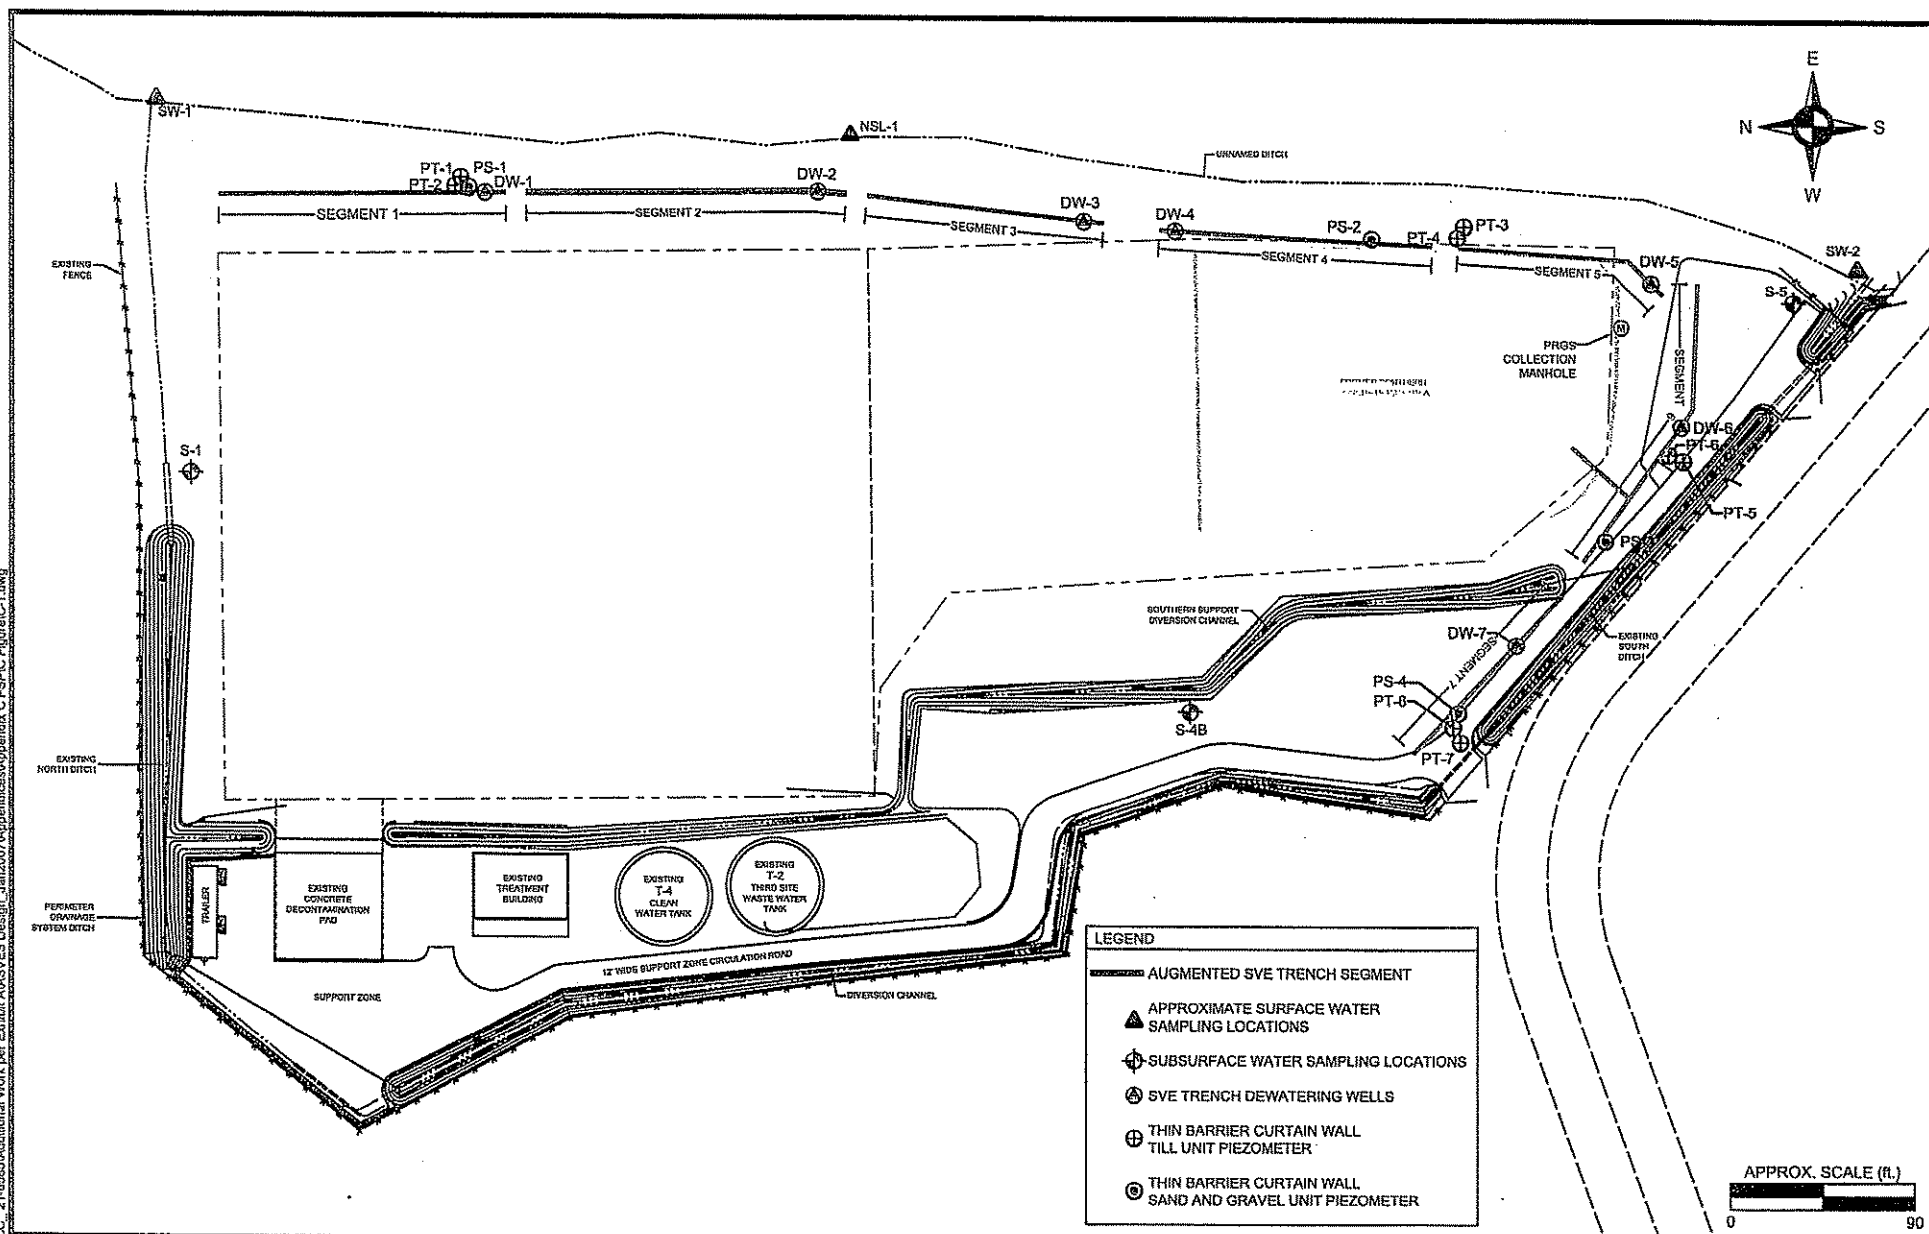 E
N
S
W
SW-1
NSL-1
UNNAMED DITCH
PT-1
PS-1
PT-2
DW-1
DW-2
DW-3
DW-4
PS-2
PT-4
PT-3
SW-2
SEGMENT 1
SEGMENT 2
SEGMENT 3
SEGMENT 4
SEGMENT 5
DW-5
S-5
EXISTING
FENCE
M
PRGS
COLLECTION
MANHOLE
SEGMENT
6
S-1
DW-6
PT-6
PT-5
SOUTHERN SUPPORT
DIVERSION CHANNEL
EXISTING
SOUTH
DITCH
DW-7
SEGMENT 7
PS-4
PT-8
PT-7
S-4B
EXISTING
NORTH DITCH
PERIMETER
DRAINAGE
SYSTEM DITCH
TRAILER
EXISTING
CONCRETE
DECONTAMINATION
PAD
EXISTING
TREATMENT
BUILDING
EXISTING
T-4
CLEAN
WATER TANK
EXISTING
T-2
THIRD SITE
WASTE WATER
TANK
12' WIDE SUPPORT ZONE CIRCULATION ROAD
SUPPORT ZONE
DIVERSION CHANNEL
LEGEND
AUGMENTED SVE TRENCH SEGMENT
APPROXIMATE SURFACE WATER
SAMPLING LOCATIONS
SUBSURFACE WATER SAMPLING LOCATIONS
SVE TRENCH DEWATERING WELLS
THIN BARRIER CURTAIN WALL
TILL UNIT PIEZOMETER
THIN BARRIER CURTAIN WALL
SAND AND GRAVEL UNIT PIEZOMETER
APPROX. SCALE (ft.)
0
90